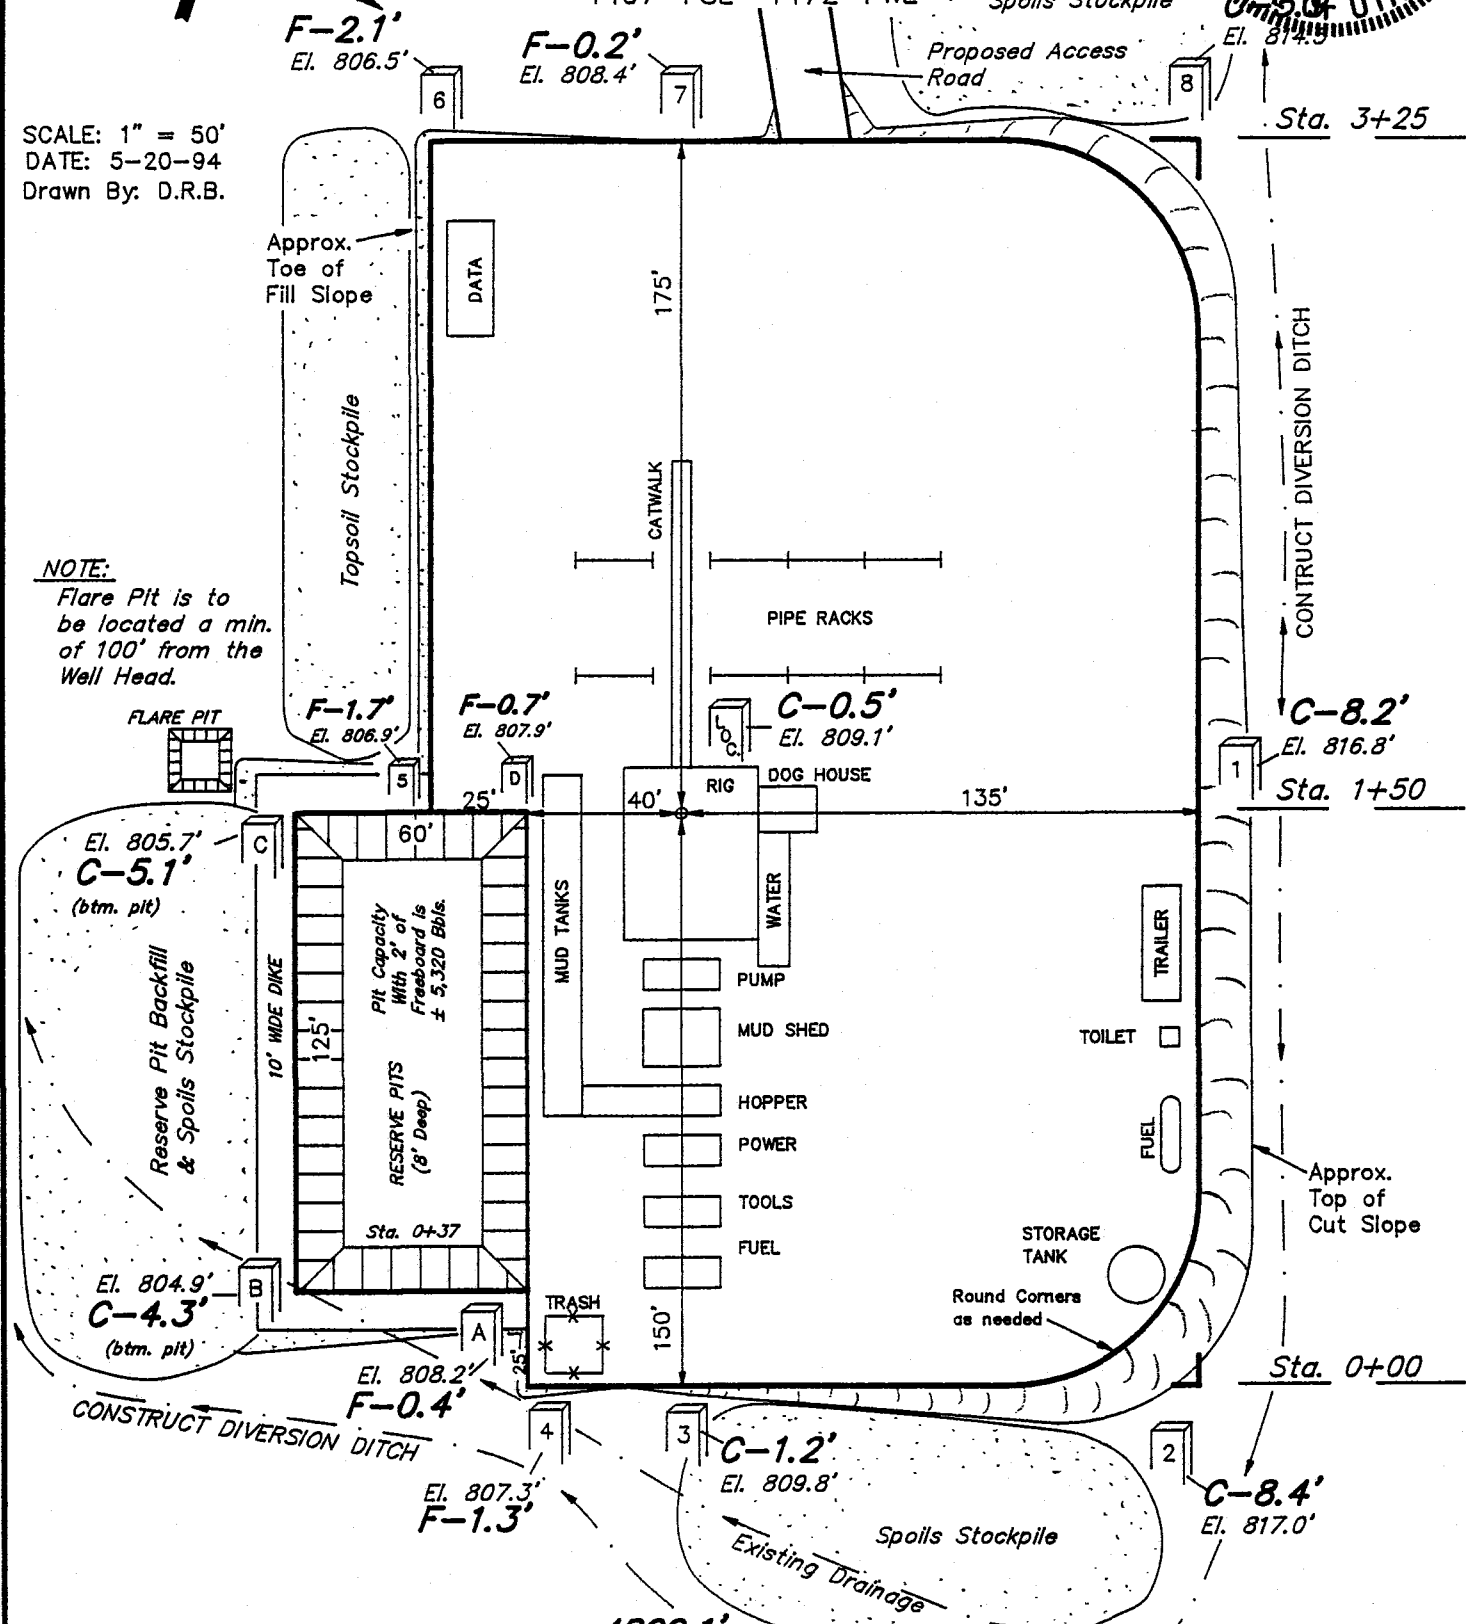 F-2.1'
El. 806.5'
F-0.2'
El. 808.4'
Spoils Stockpile
El. 814.5'
Proposed Access
Road
6
7
8
Sta. 3+25
SCALE: 1" = 50'
DATE: 5-20-94
Drawn By: D.R.B.
Approx.
Toe of
Fill Slope
DATA
175'
CONTRUCT DIVERSION DITCH
Topsoil Stockpile
CATWALK
PIPE RACKS
NOTE:
Flare Pit is to
be located a min.
of 100' from the
Well Head.
FLARE PIT
F-1.7'
El. 806.9'
F-0.7'
El. 807.9'
LOC.
C-0.5'
El. 809.1'
C-8.2'
El. 816.8'
5
D
1
RIG
DOG HOUSE
Sta. 1+50
25'
40'
135'
60'
C
El. 805.7'
C-5.1'
(btm. pit)
Pit Capacity
With 2' of
Freeboard is
± 5,320 Bbls.
MUD TANKS
WATER
TRAILER
Reserve Pit Backfill
& Spoils Stockpile
10' WIDE DIKE
125'
PUMP
MUD SHED
TOILET
RESERVE PITS
(8' Deep)
HOPPER
POWER
FUEL
TOOLS
Approx.
Top of
Cut Slope
Sta. 0+37
FUEL
STORAGE
TANK
El. 804.9'
B
C-4.3'
(btm. pit)
TRASH
Round Corners
as needed
A
25'
150'
El. 808.2'
F-0.4'
Sta. 0+00
CONSTRUCT DIVERSION DITCH
4
3
C-1.2'
El. 809.8'
2
El. 807.3'
F-1.3'
C-8.4'
El. 817.0'
Spoils Stockpile
Existing Drainage